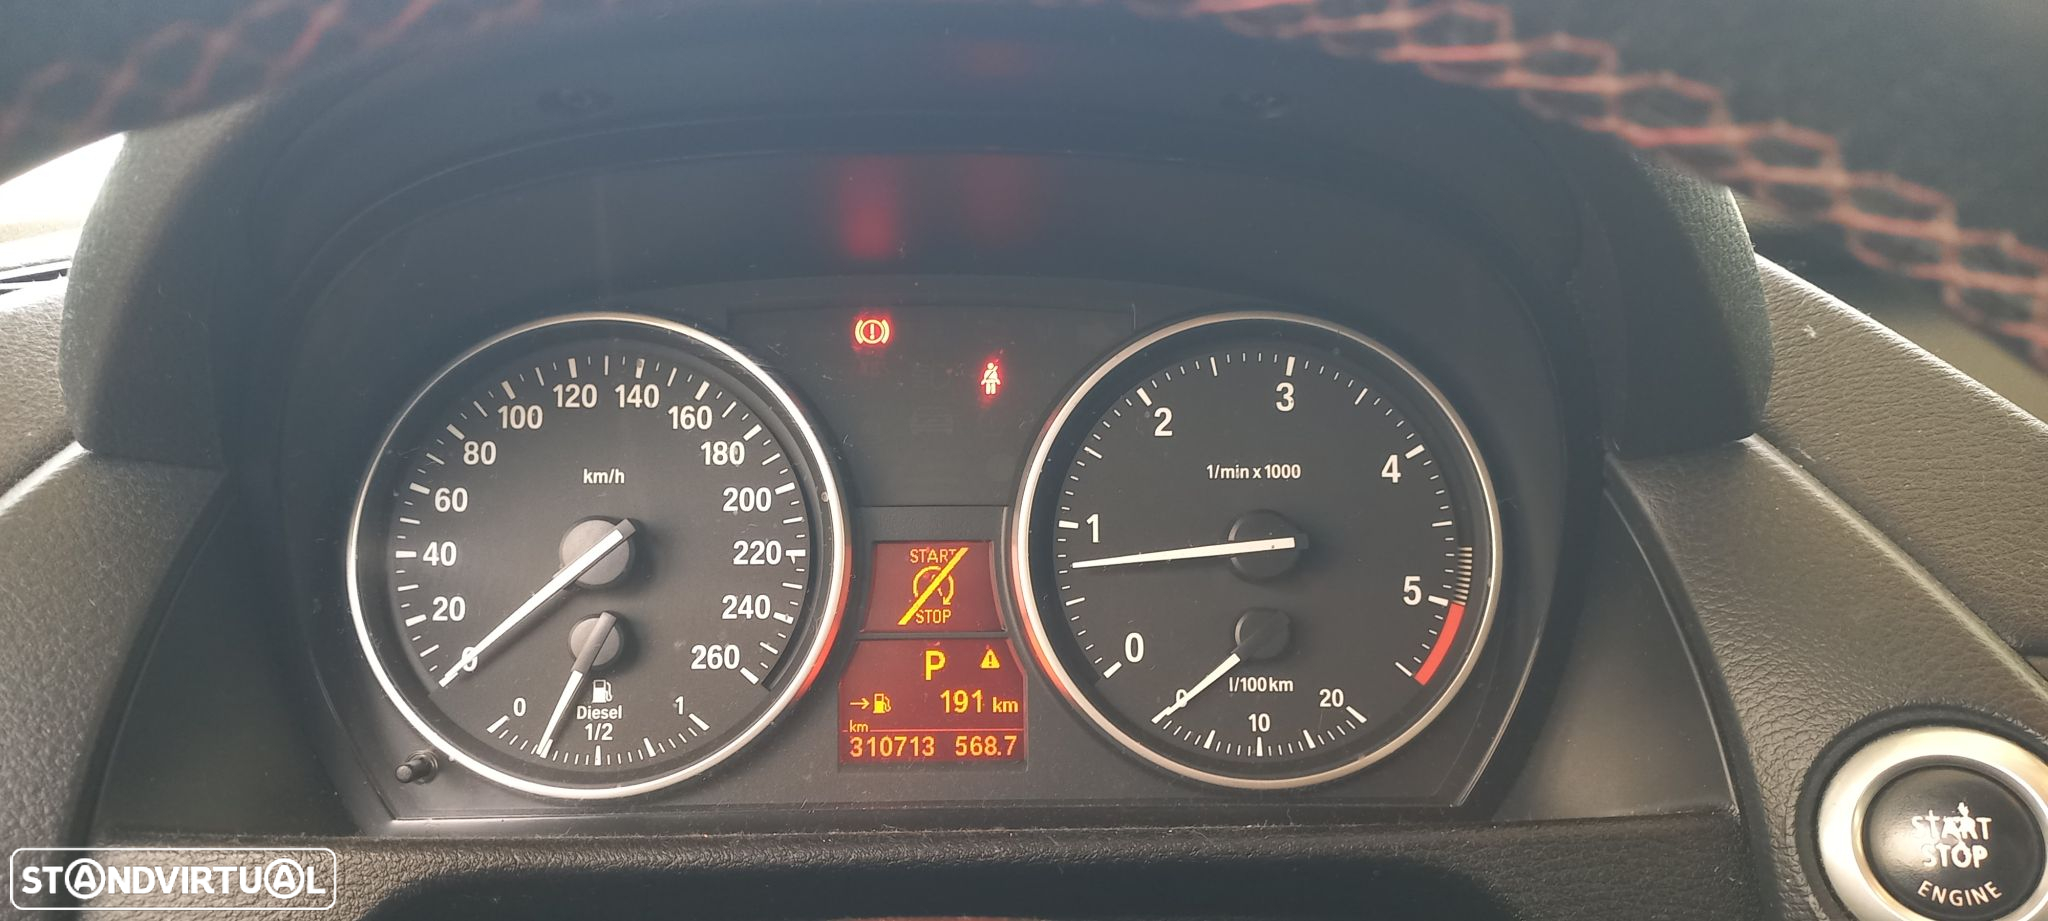 km/h
0
20
40
60
80
100
120
140
160
180
200
220
240
260
0
Diesel
1/2
1
START
STOP
P
191 km
km
310713 568.7
1/min x 1000
0
1
2
3
4
5
l/100km
0
10
20
START
STOP
ENGINE
STANDVIRTUAL